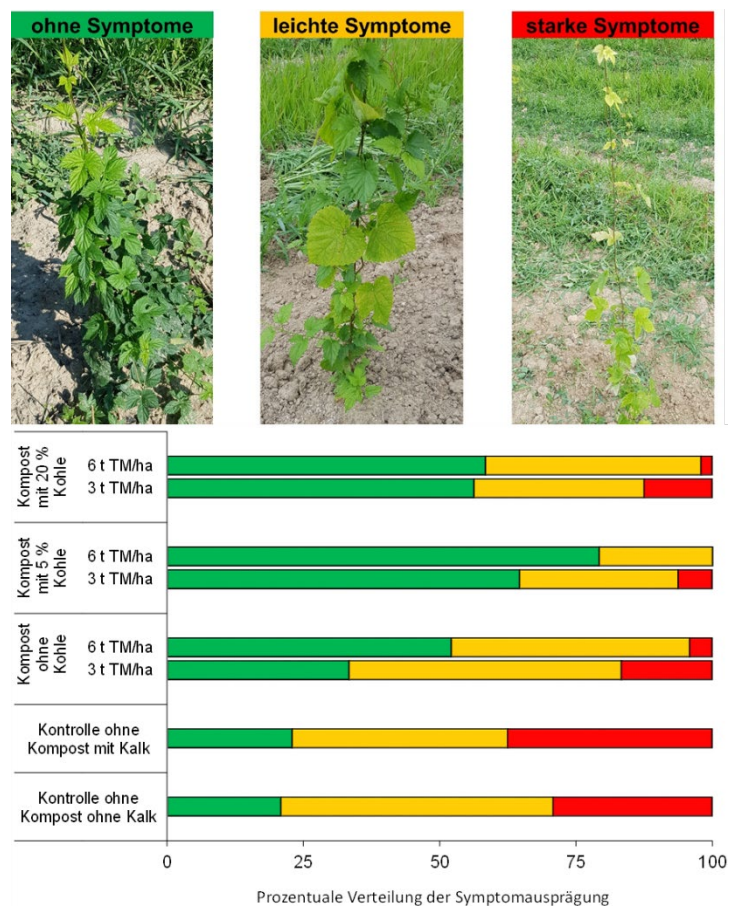 ohne Symptome
leichte Symptome
starke Symptome
Kompost
mit 20 %
Kohle
6 t TM/ha
3 t TM/ha
Kompost
mit 5 %
Kohle
6 t TM/ha
3 t TM/ha
Kompost
ohne
Kohle
6 t TM/ha
3 t TM/ha
Kontrolle ohne
Kompost mit Kalk
Kontrolle ohne
Kompost ohne Kalk
0
25
50
75
100
Prozentuale Verteilung der Symptomausprägung